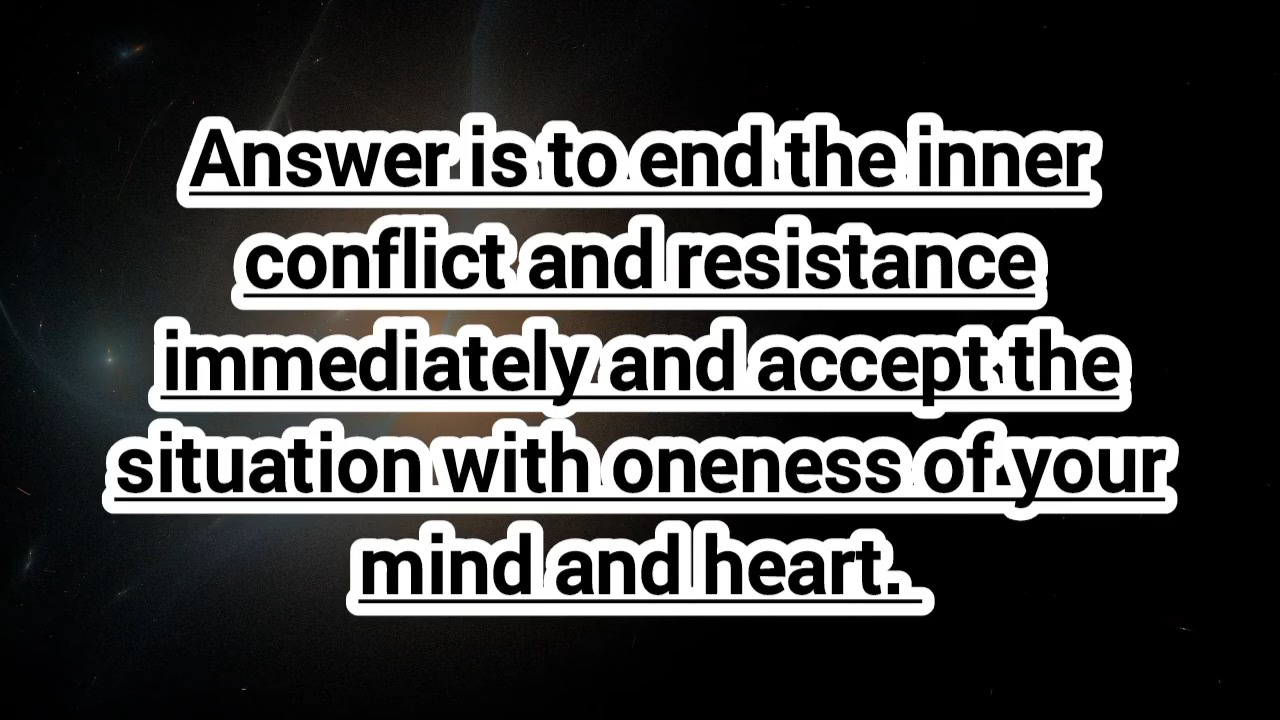 Answer is to end the inner
conflict and resistance
immediately and accept the
situation with oneness of your
mind and heart.